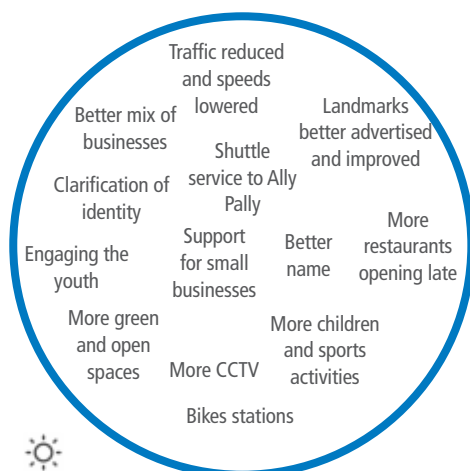 Traffic reduced
and speeds
lowered
Better mix of
businesses
Landmarks
better advertised
and improved
Shuttle
service to Ally
Pally
Clarification of
identity
More
restaurants
opening late
Support
for small
businesses
Better
name
Engaging the
youth
More green
and open
spaces
More children
and sports
activities
More CCTV
Bikes stations